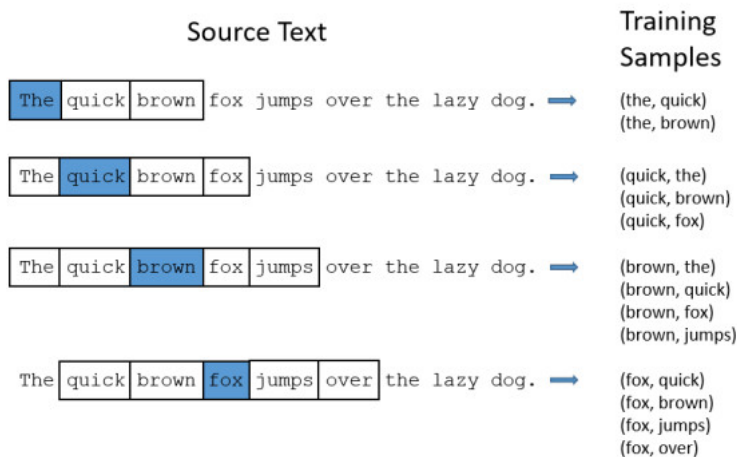 Source Text
Training
Samples
The quick brown fox jumps over the lazy dog.
(the, quick)
(the, brown)
The quick brown fox jumps over the lazy dog.
(quick, the)
(quick, brown)
(quick, fox)
The quick brown fox jumps over the lazy dog.
(brown, the)
(brown, quick)
(brown, fox)
(brown, jumps)
The quick brown fox jumps over the lazy dog.
(fox, quick)
(fox, brown)
(fox, jumps)
(fox, over)